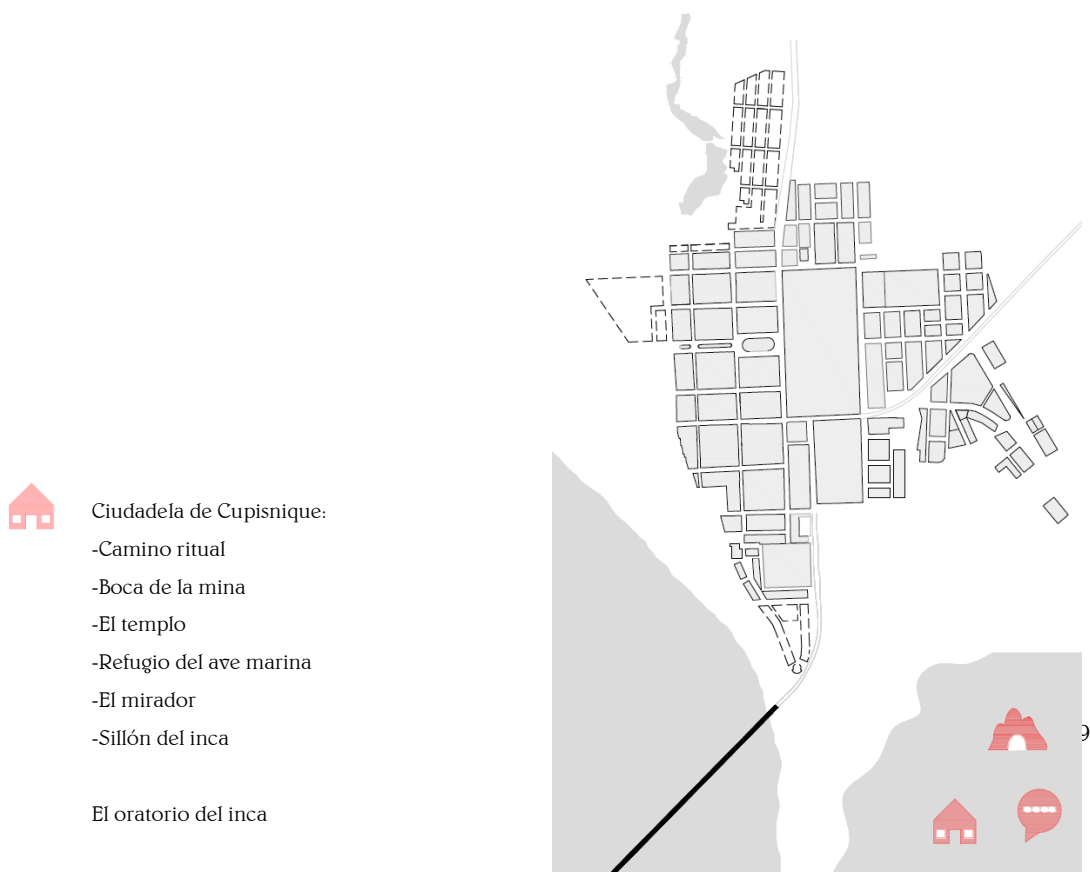 Ciudadela de Cupisnique:
-Camino ritual
-Boca de la mina
-El templo
-Refugio del ave marina
-El mirador
-Sillón del inca
9
El oratorio del inca